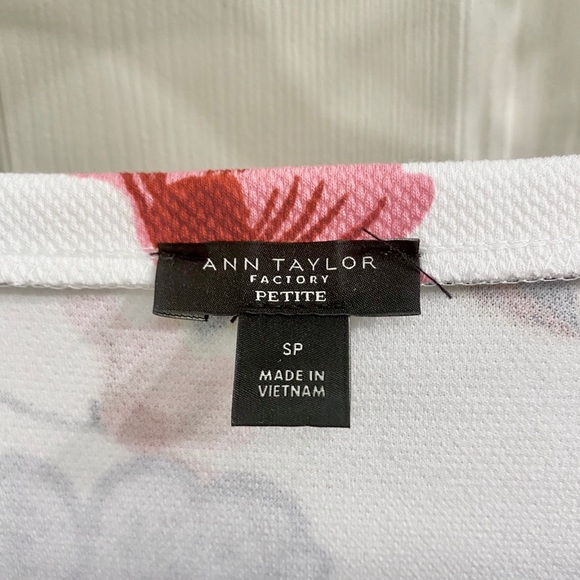 ANN TAYLOR
FACTORY
PETITE
SP
MADE IN
VIETNAM